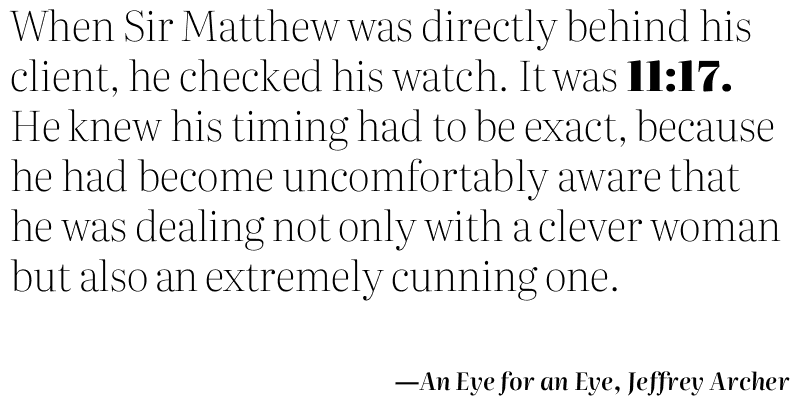 When Sir Matthew was directly behind his
client, he checked his watch. It was 11:17.
He knew his timing had to be exact, because
he had become uncomfortably aware that
he was dealing not only with a clever woman
but also an extremely cunning one.
—An Eye for an Eye, Jeffrey Archer